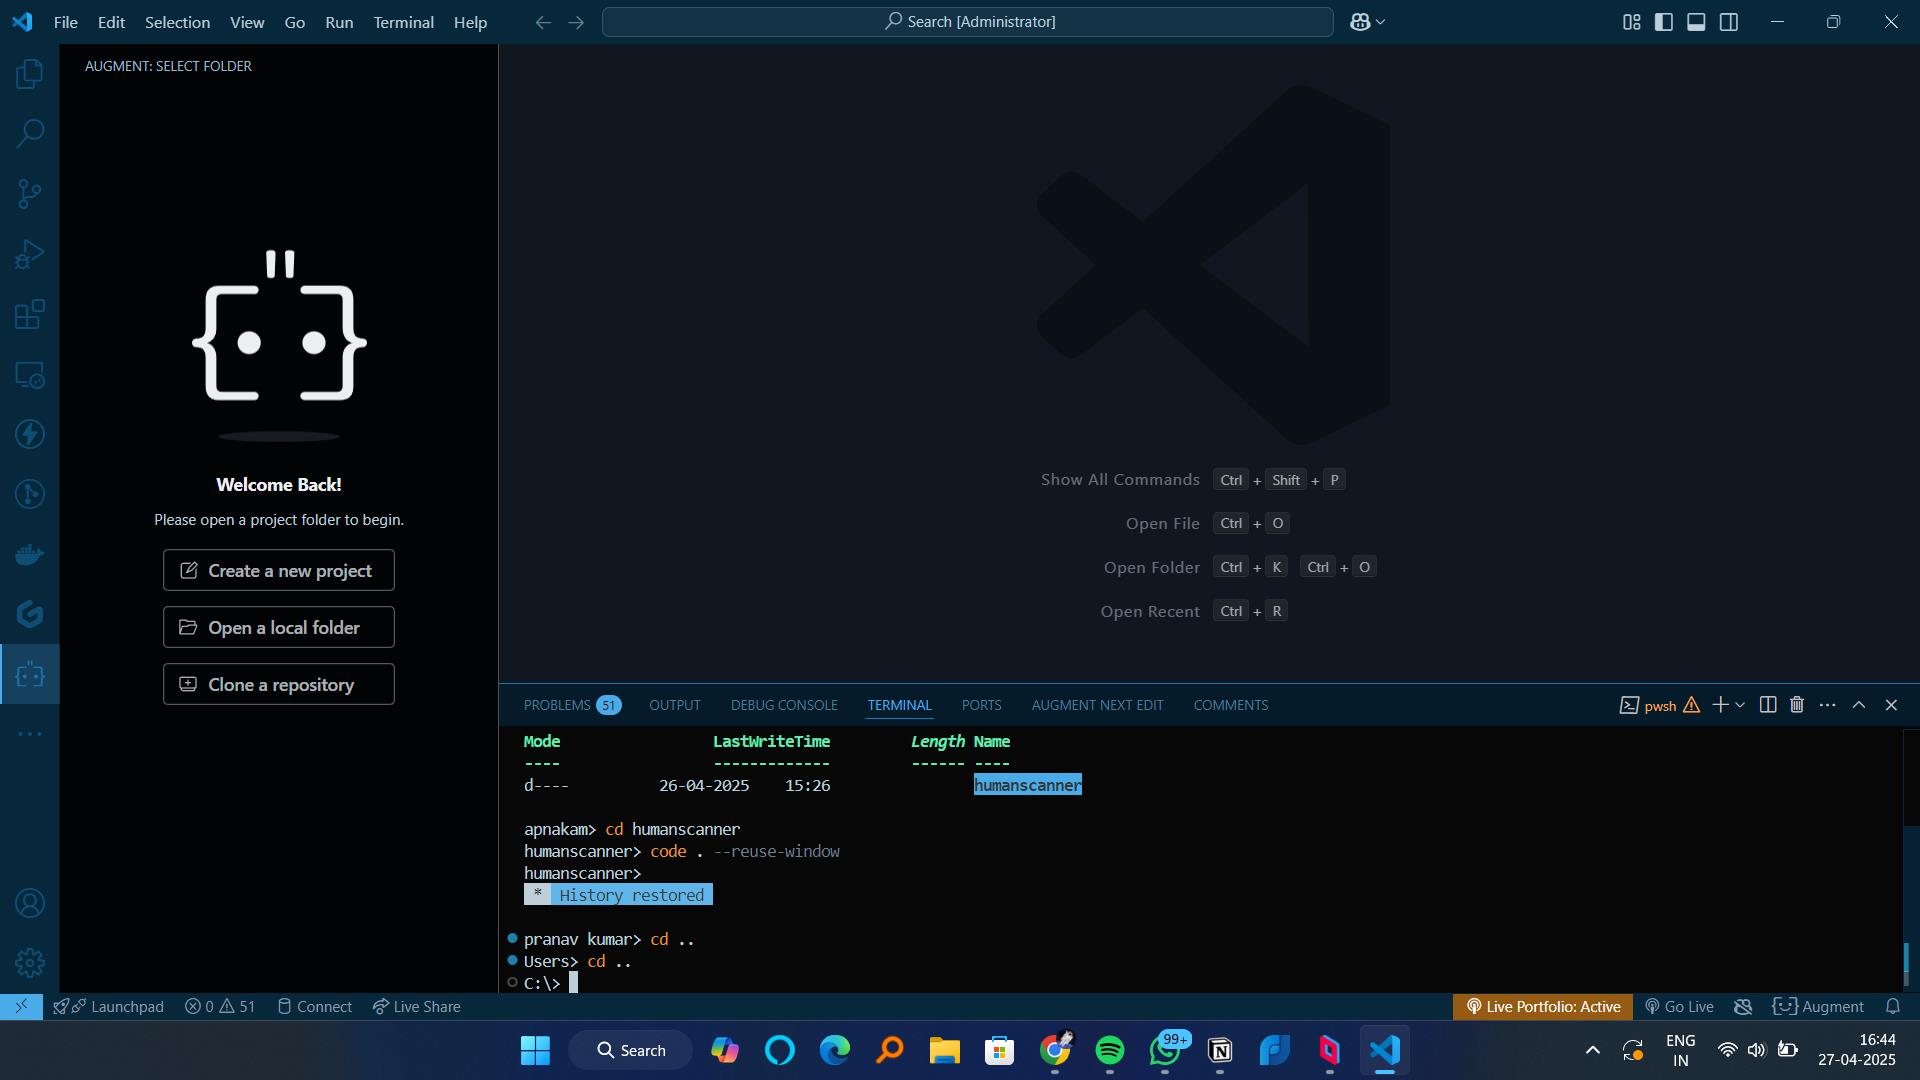 File Edit Selection View Go Run Terminal Help
Search [Administrator]
AUGMENT: SELECT FOLDER
Welcome Back!
Please open a project folder to begin.
Create a new project
Open a local folder
Clone a repository
Show All Commands Ctrl + Shift + P
Open File Ctrl + O
Open Folder Ctrl + K Ctrl + O
Open Recent Ctrl + R
PROBLEMS 51 OUTPUT DEBUG CONSOLE TERMINAL PORTS AUGMENT NEXT EDIT COMMENTS
pwsh
Mode LastWriteTime Length Name
---- ------------- ------ ----
d---- 26-04-2025 15:26 humanscanner
apnakam> cd humanscanner
humanscanner> code . --reuse-window
humanscanner>
* History restored
pranav kumar> cd ..
Users> cd ..
C:\>
Launchpad 0 51 Connect Live Share
Live Portfolio: Active Go Live Augment
Search
99+
ENG
IN
16:44
27-04-2025